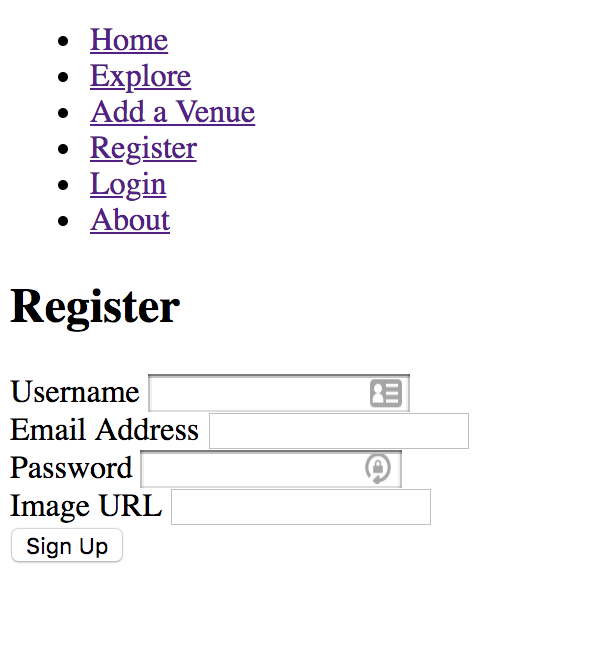 Home
Explore
Add a Venue
Register
Login
About
Register
Username
Email Address
Password
Image URL
Sign Up